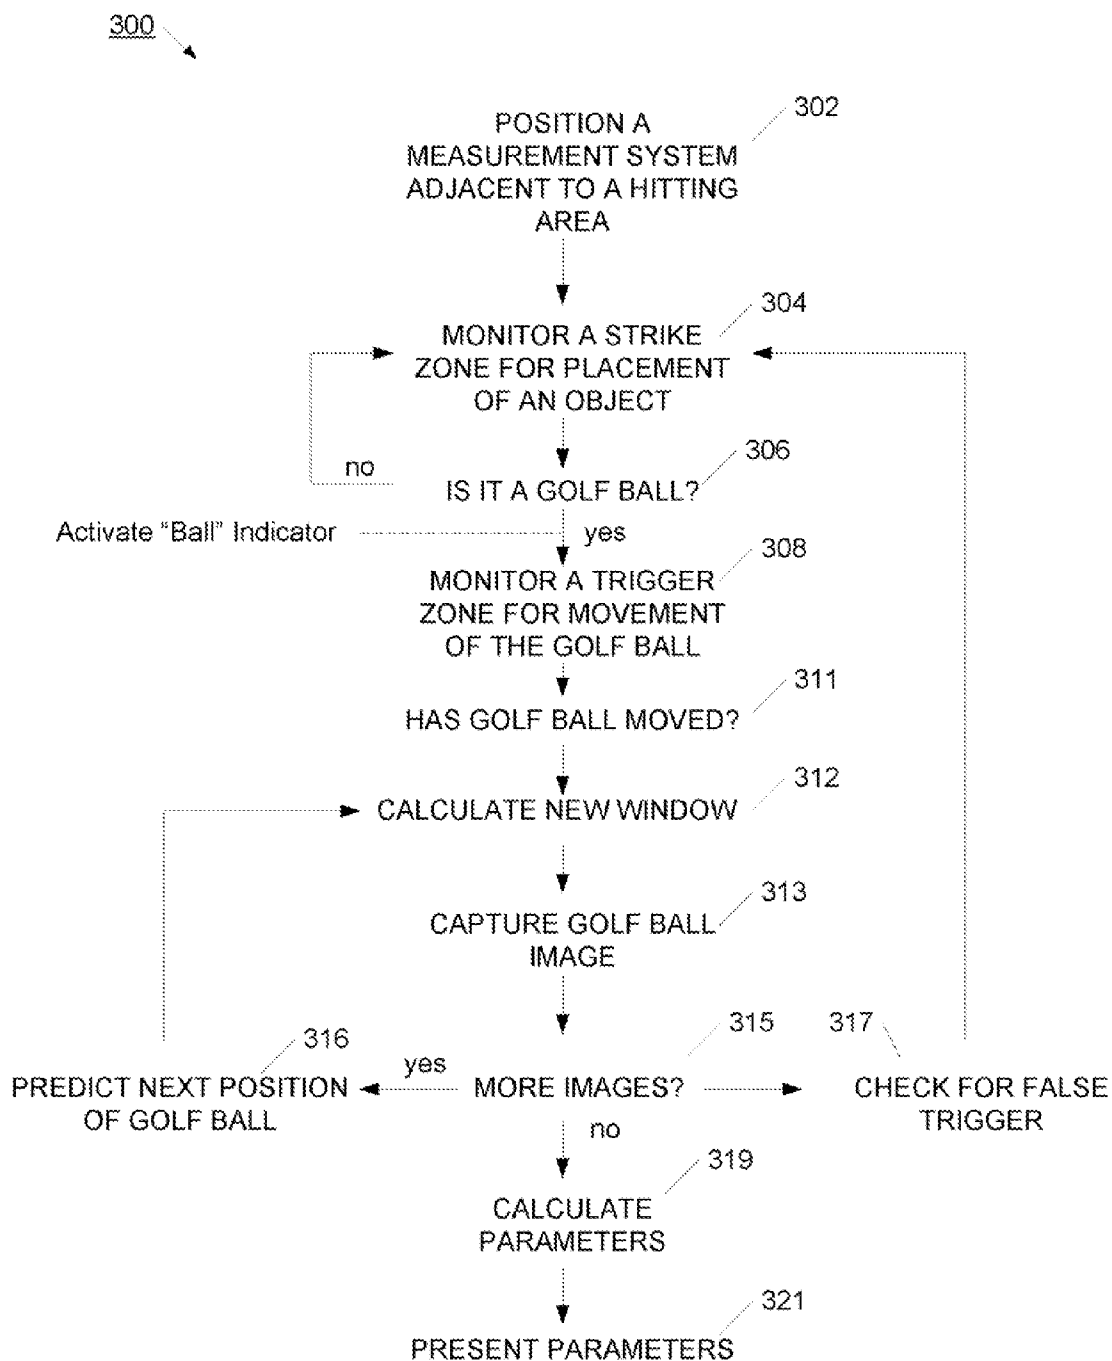 300
302
POSITION A
MEASUREMENT SYSTEM
ADJACENT TO A HITTING
AREA
304
MONITOR A STRIKE
ZONE FOR PLACEMENT
OF AN OBJECT
306
no
IS IT A GOLF BALL?
Activate “Ball” Indicator
yes
308
MONITOR A TRIGGER
ZONE FOR MOVEMENT
OF THE GOLF BALL
311
HAS GOLF BALL MOVED?
312
CALCULATE NEW WINDOW
313
CAPTURE GOLF BALL
IMAGE
316
315
317
PREDICT NEXT POSITION
OF GOLF BALL
yes
MORE IMAGES?
CHECK FOR FALSE
TRIGGER
no
319
CALCULATE
PARAMETERS
321
PRESENT PARAMETERS